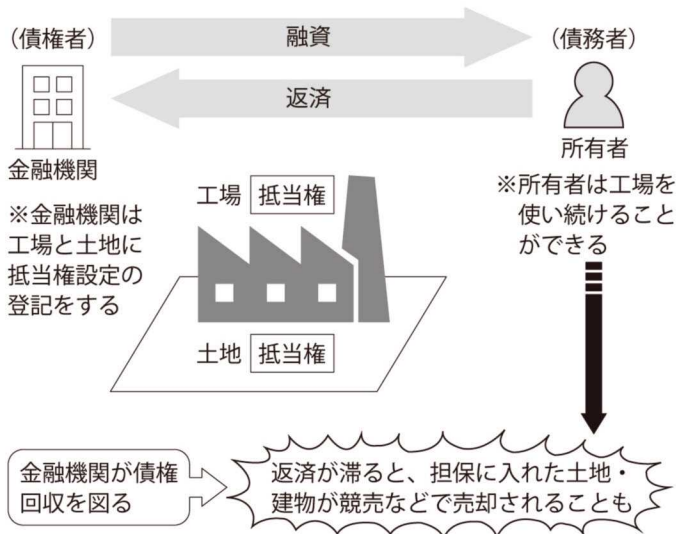 （債権者）
融資
（債務者）
返済
金融機関
所有者
※金融機関は
工場と土地に
抵当権設定の
登記をする
工場 抵当権
土地 抵当権
※所有者は工場を
使い続けること
ができる
金融機関が債権
回収を図る
返済が滞ると、担保に入れた土地・
建物が競売などで売却されることも